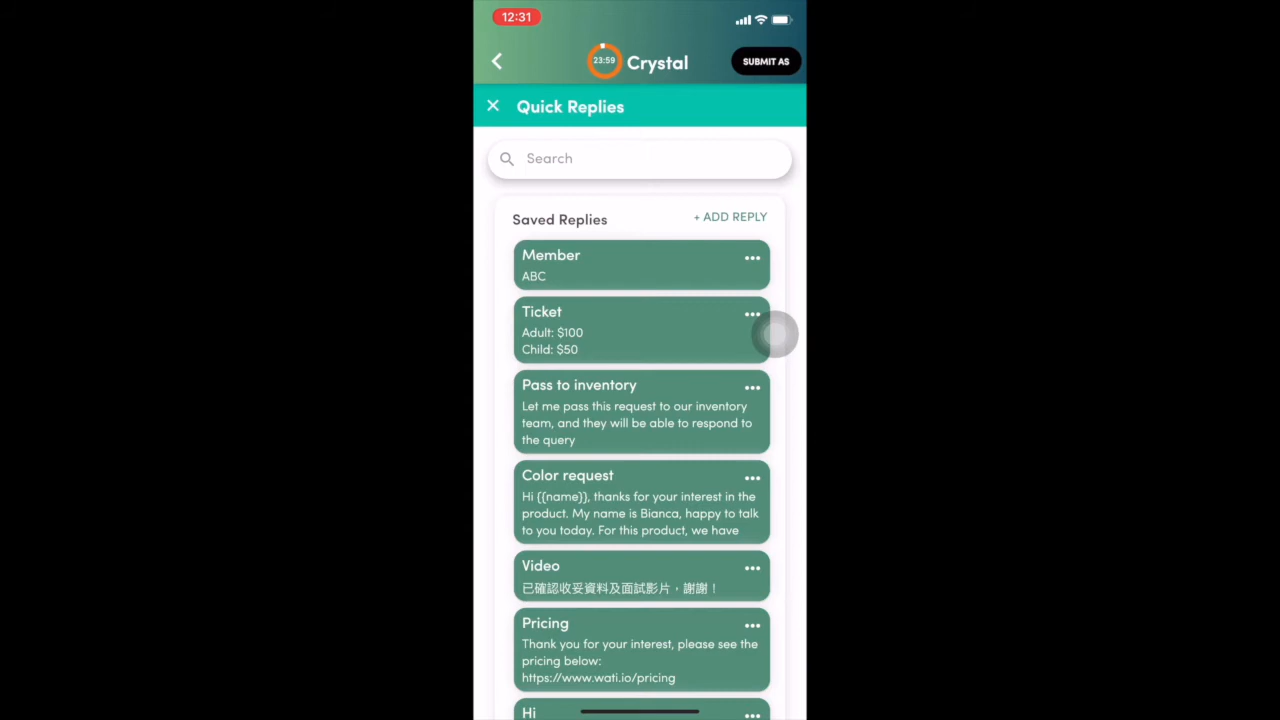 12:31
23:59
Crystal
SUBMIT AS
Quick Replies
Search
Saved Replies
+ ADD REPLY
Member
ABC
Ticket
Adult: $100
Child: $50
Pass to inventory
Let me pass this request to our inventory
team, and they will be able to respond to
the query
Color request
Hi {{name}}, thanks for your interest in the
product. My name is Bianca, happy to talk
to you today. For this product, we have
Video
已確認收妥資料及面試影片，謝謝！
Pricing
Thank you for your interest, please see the
pricing below:
https://www.wati.io/pricing
Hi